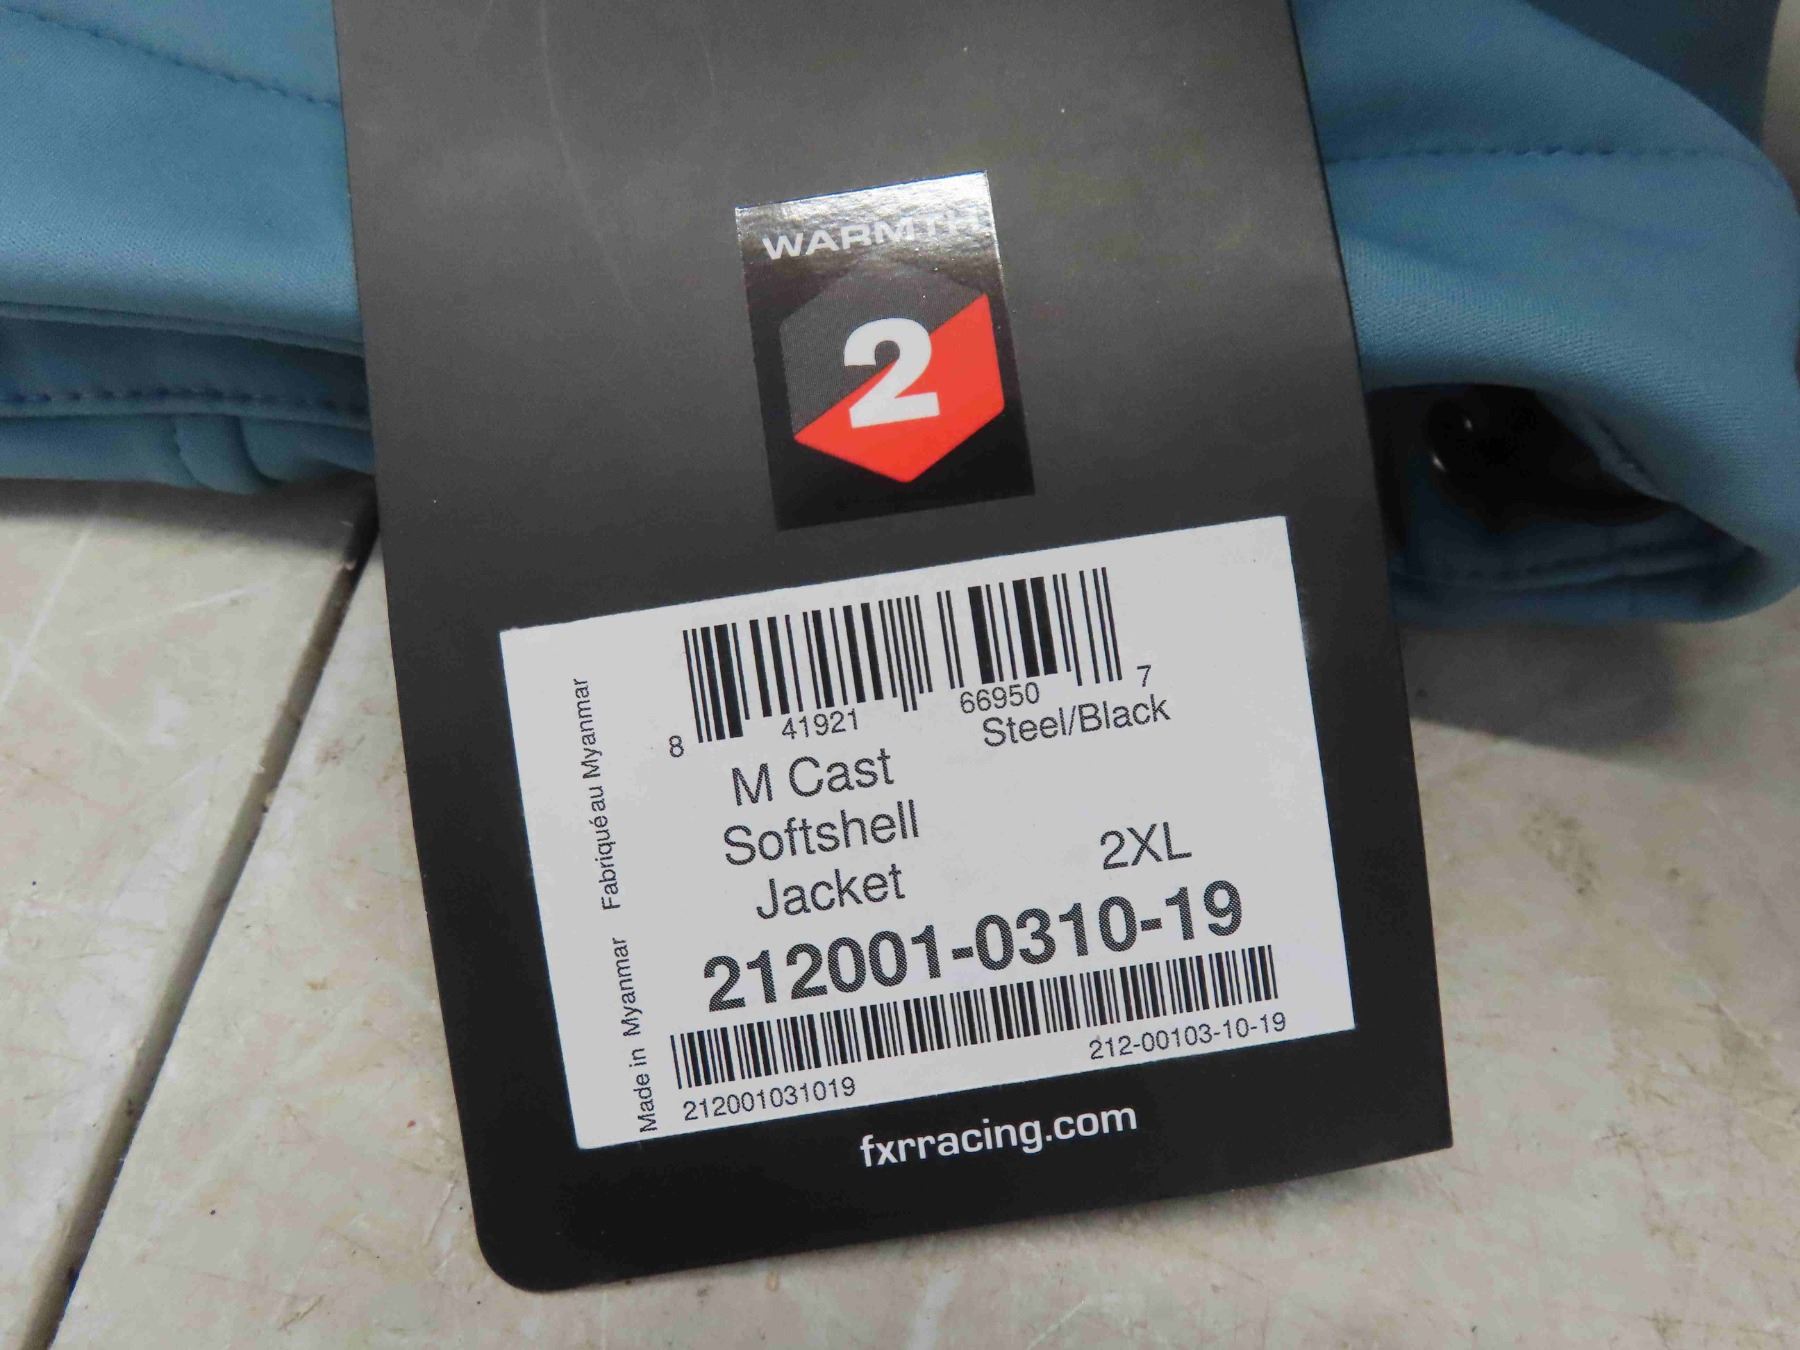 WARMTH
2
8 41921 66950 7
Steel/Black
M Cast
Softshell
Jacket
2XL
212001-0310-19
212001031019
212-00103-10-19
Made in Myanmar Fabriqué au Myanmar
fxrracing.com